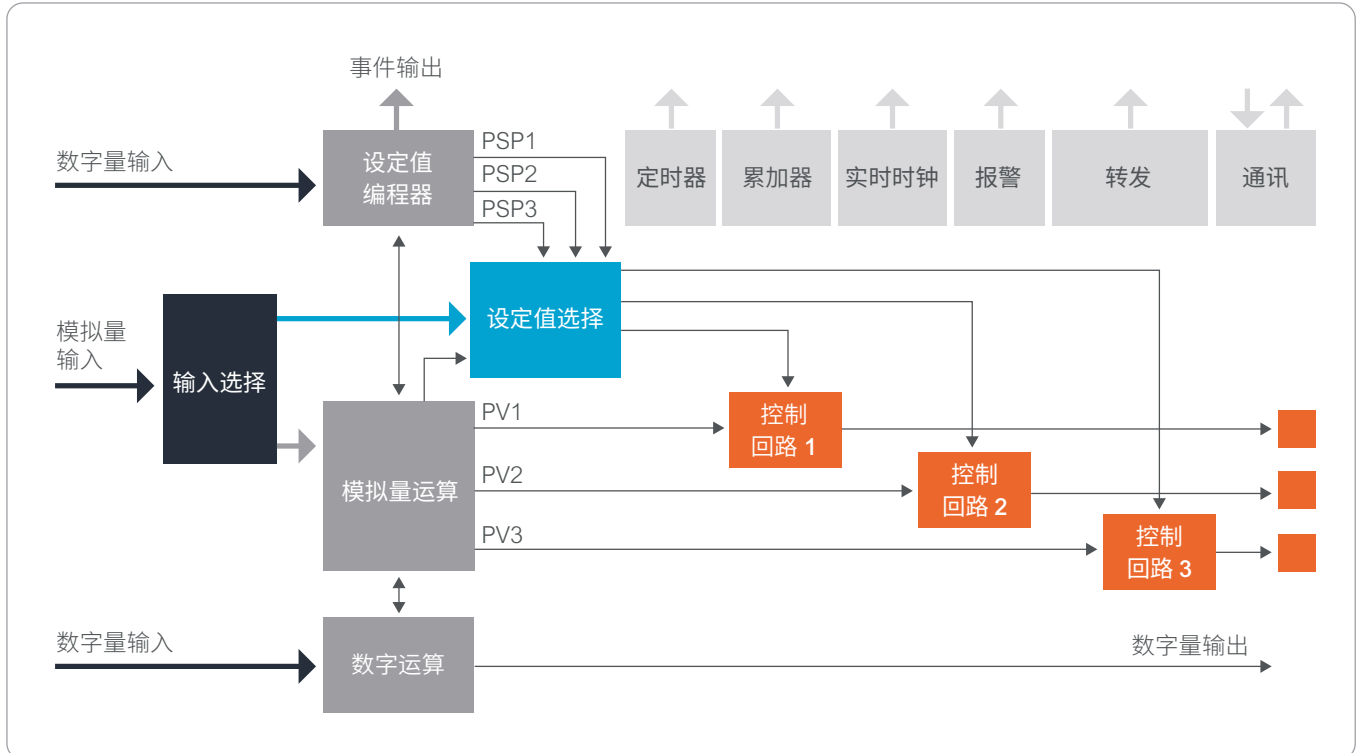 事件输出
数字量输入
设定值
编程器
PSP1
PSP2
PSP3
定时器
累加器
实时时钟
报警
转发
通讯
模拟量
输入
输入选择
设定值选择
模拟量运算
PV1
PV2
PV3
控制
回路 1
控制
回路 2
控制
回路 3
数字量输入
数字运算
数字量输出